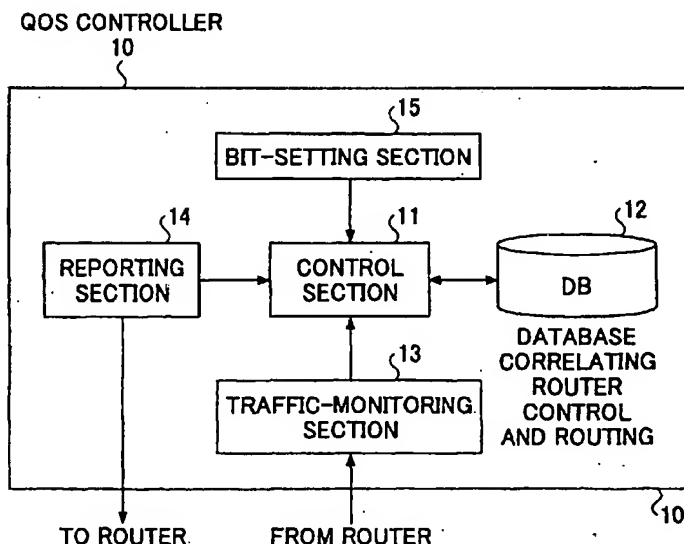 QOS CONTROLLER
10
15
BIT-SETTING SECTION
14
REPORTING
SECTION
11
CONTROL
SECTION
12
DB
DATABASE
CORRELATING
ROUTER
CONTROL
AND ROUTING
13
TRAFFIC-MONITORING
SECTION
10
TO ROUTER
FROM ROUTER